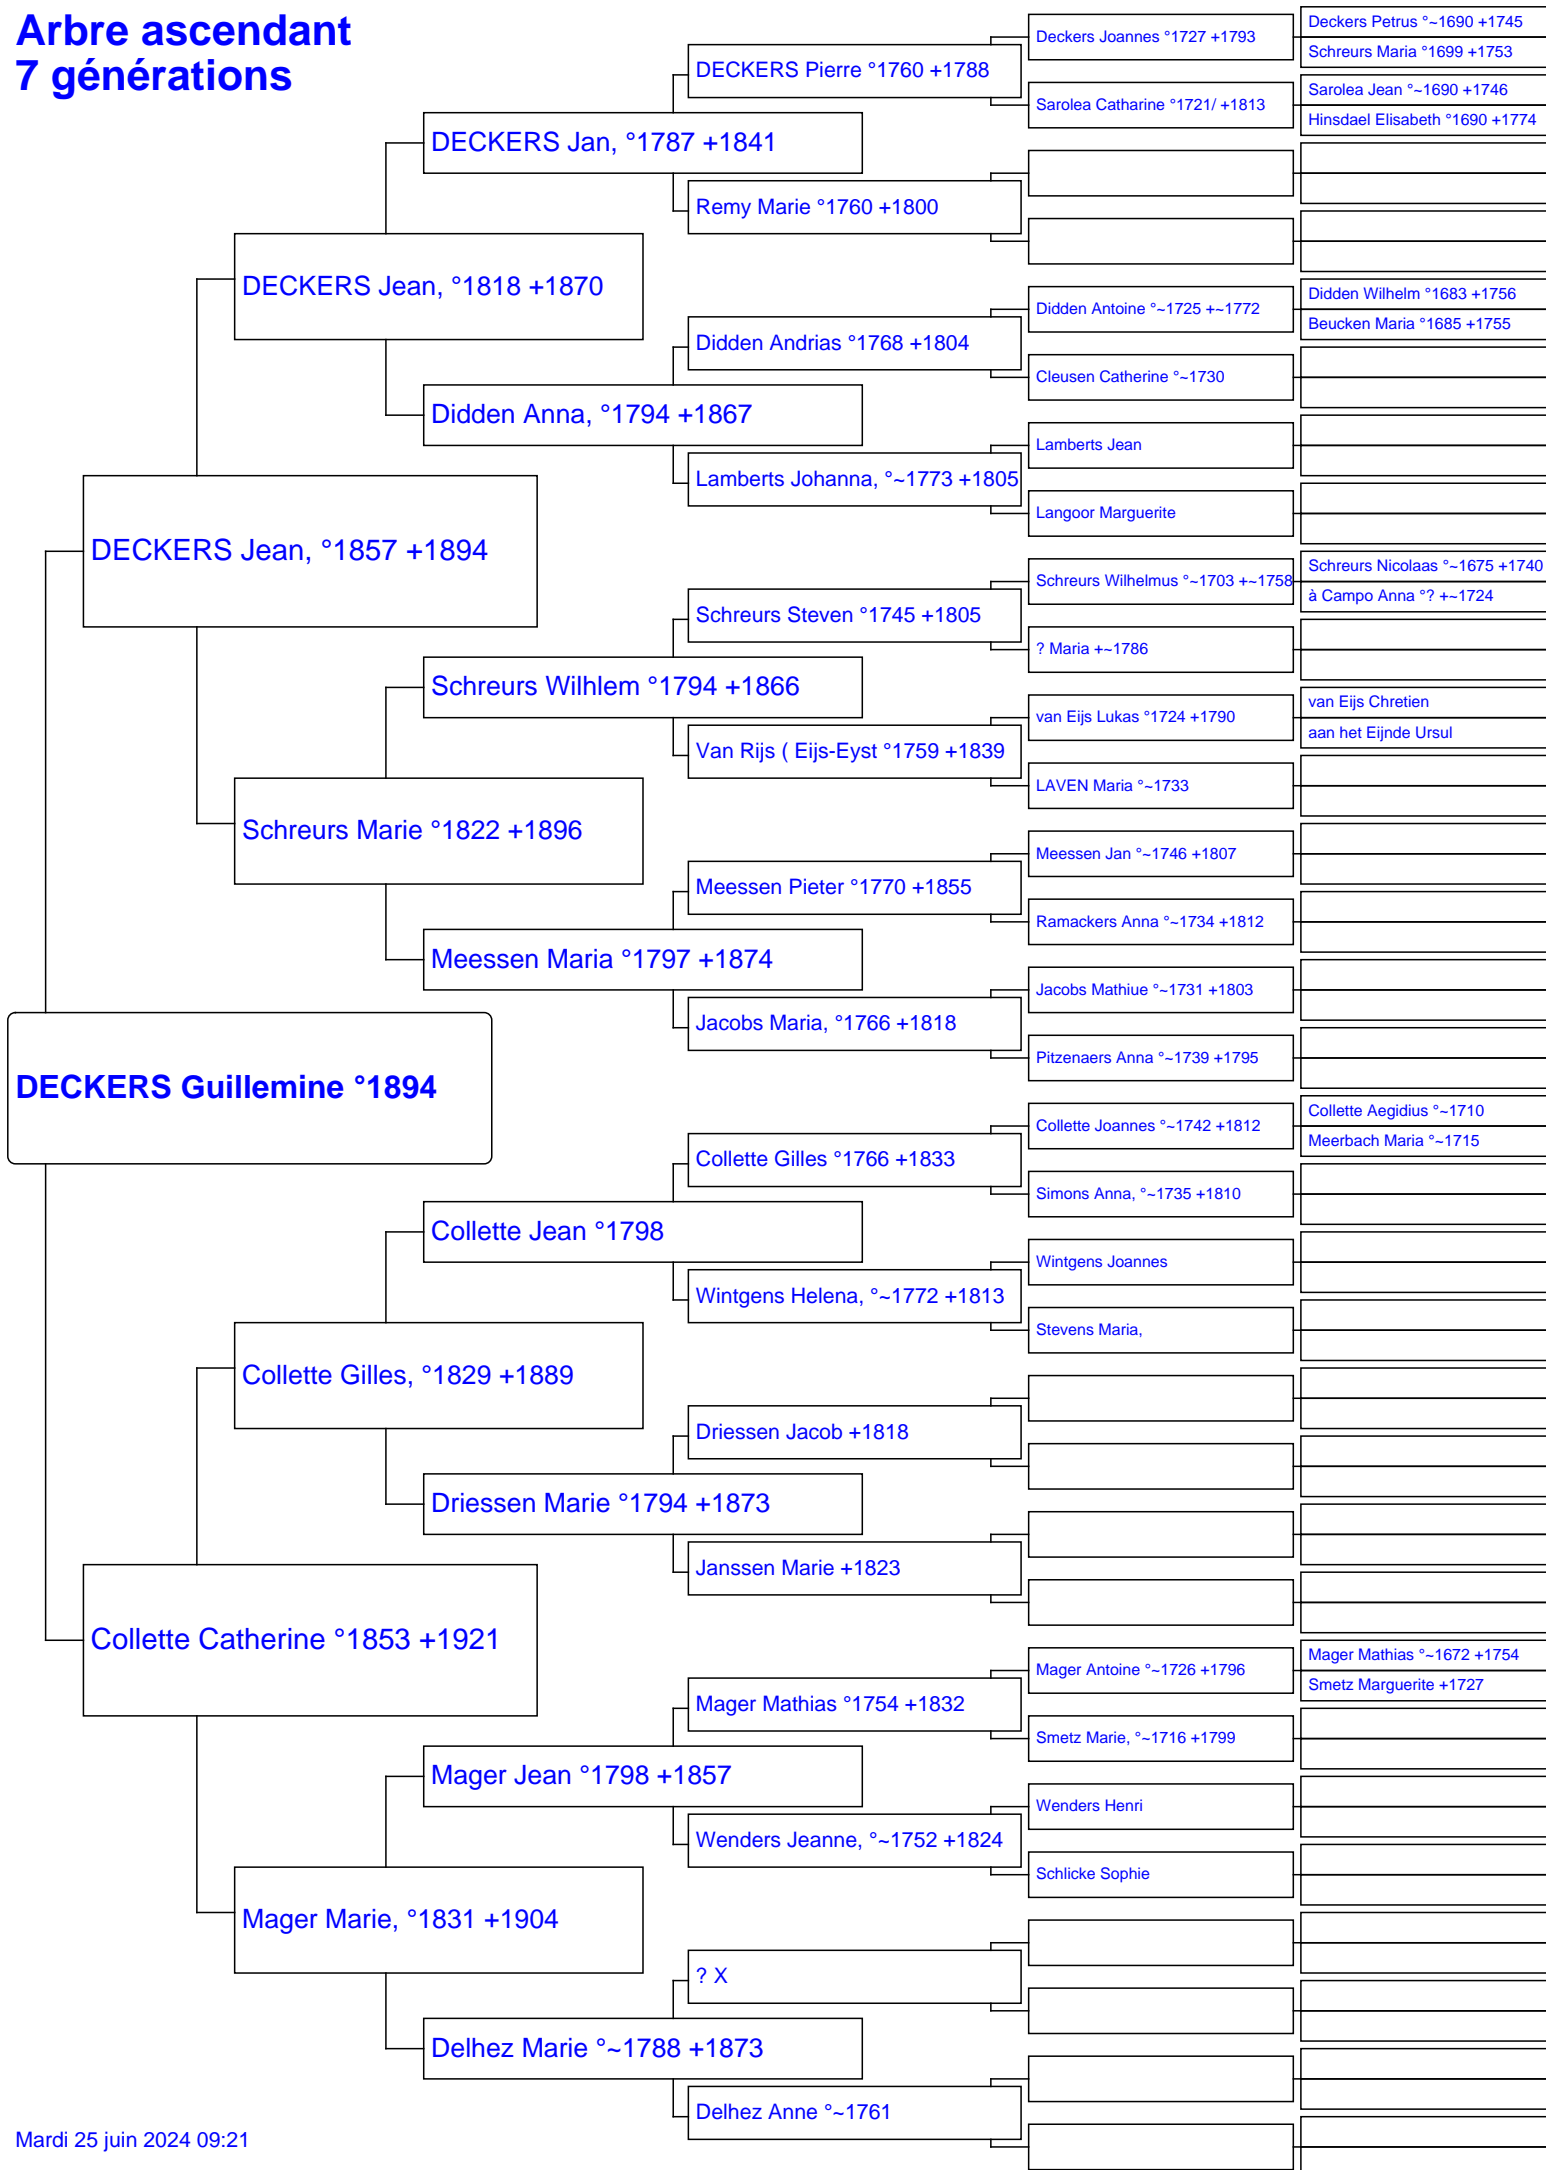 Arbre ascendant
7 générations
DECKERS Guillemine °1894
DECKERS Jean, °1857 +1894
Collette Catherine °1853 +1921
DECKERS Jean, °1818 +1870
Schreurs Marie °1822 +1896
Collette Gilles, °1829 +1889
Mager Marie, °1831 +1904
DECKERS Jan, °1787 +1841
Didden Anna, °1794 +1867
Schreurs Wilhlem °1794 +1866
Meessen Maria °1797 +1874
Collette Jean °1798
Driessen Marie °1794 +1873
Mager Jean °1798 +1857
Delhez Marie °~1788 +1873
DECKERS Pierre °1760 +1788
Remy Marie °1760 +1800
Didden Andrias °1768 +1804
Lamberts Johanna, °~1773 +1805
Schreurs Steven °1745 +1805
Van Rijs ( Eijs-Eyst °1759 +1839
Meessen Pieter °1770 +1855
Jacobs Maria, °1766 +1818
Collette Gilles °1766 +1833
Wintgens Helena, °~1772 +1813
Driessen Jacob +1818
Janssen Marie +1823
Mager Mathias °1754 +1832
Wenders Jeanne, °~1752 +1824
? X
Delhez Anne °~1761
Deckers Joannes °1727 +1793
Sarolea Catharine °1721/ +1813
Didden Antoine °~1725 +~1772
Cleusen Catherine °~1730
Lamberts Jean
Langoor Marguerite
Schreurs Wilhelmus °~1703 +~1758
? Maria +~1786
van Eijs Lukas °1724 +1790
LAVEN Maria °~1733
Meessen Jan °~1746 +1807
Ramackers Anna °~1734 +1812
Jacobs Mathiue °~1731 +1803
Pitzenaers Anna °~1739 +1795
Collette Joannes °~1742 +1812
Simons Anna, °~1735 +1810
Wintgens Joannes
Stevens Maria,
Mager Antoine °~1726 +1796
Smetz Marie, °~1716 +1799
Wenders Henri
Schlicke Sophie
Deckers Petrus °~1690 +1745
Schreurs Maria °1699 +1753
Sarolea Jean °~1690 +1746
Hinsdael Elisabeth °1690 +1774
Didden Wilhelm °1683 +1756
Beucken Maria °1685 +1755
Schreurs Nicolaas °~1675 +1740
à Campo Anna °? +~1724
van Eijs Chretien
aan het Eijnde Ursul
Collette Aegidius °~1710
Meerbach Maria °~1715
Mager Mathias °~1672 +1754
Smetz Marguerite +1727
Mardi 25 juin 2024 09:21